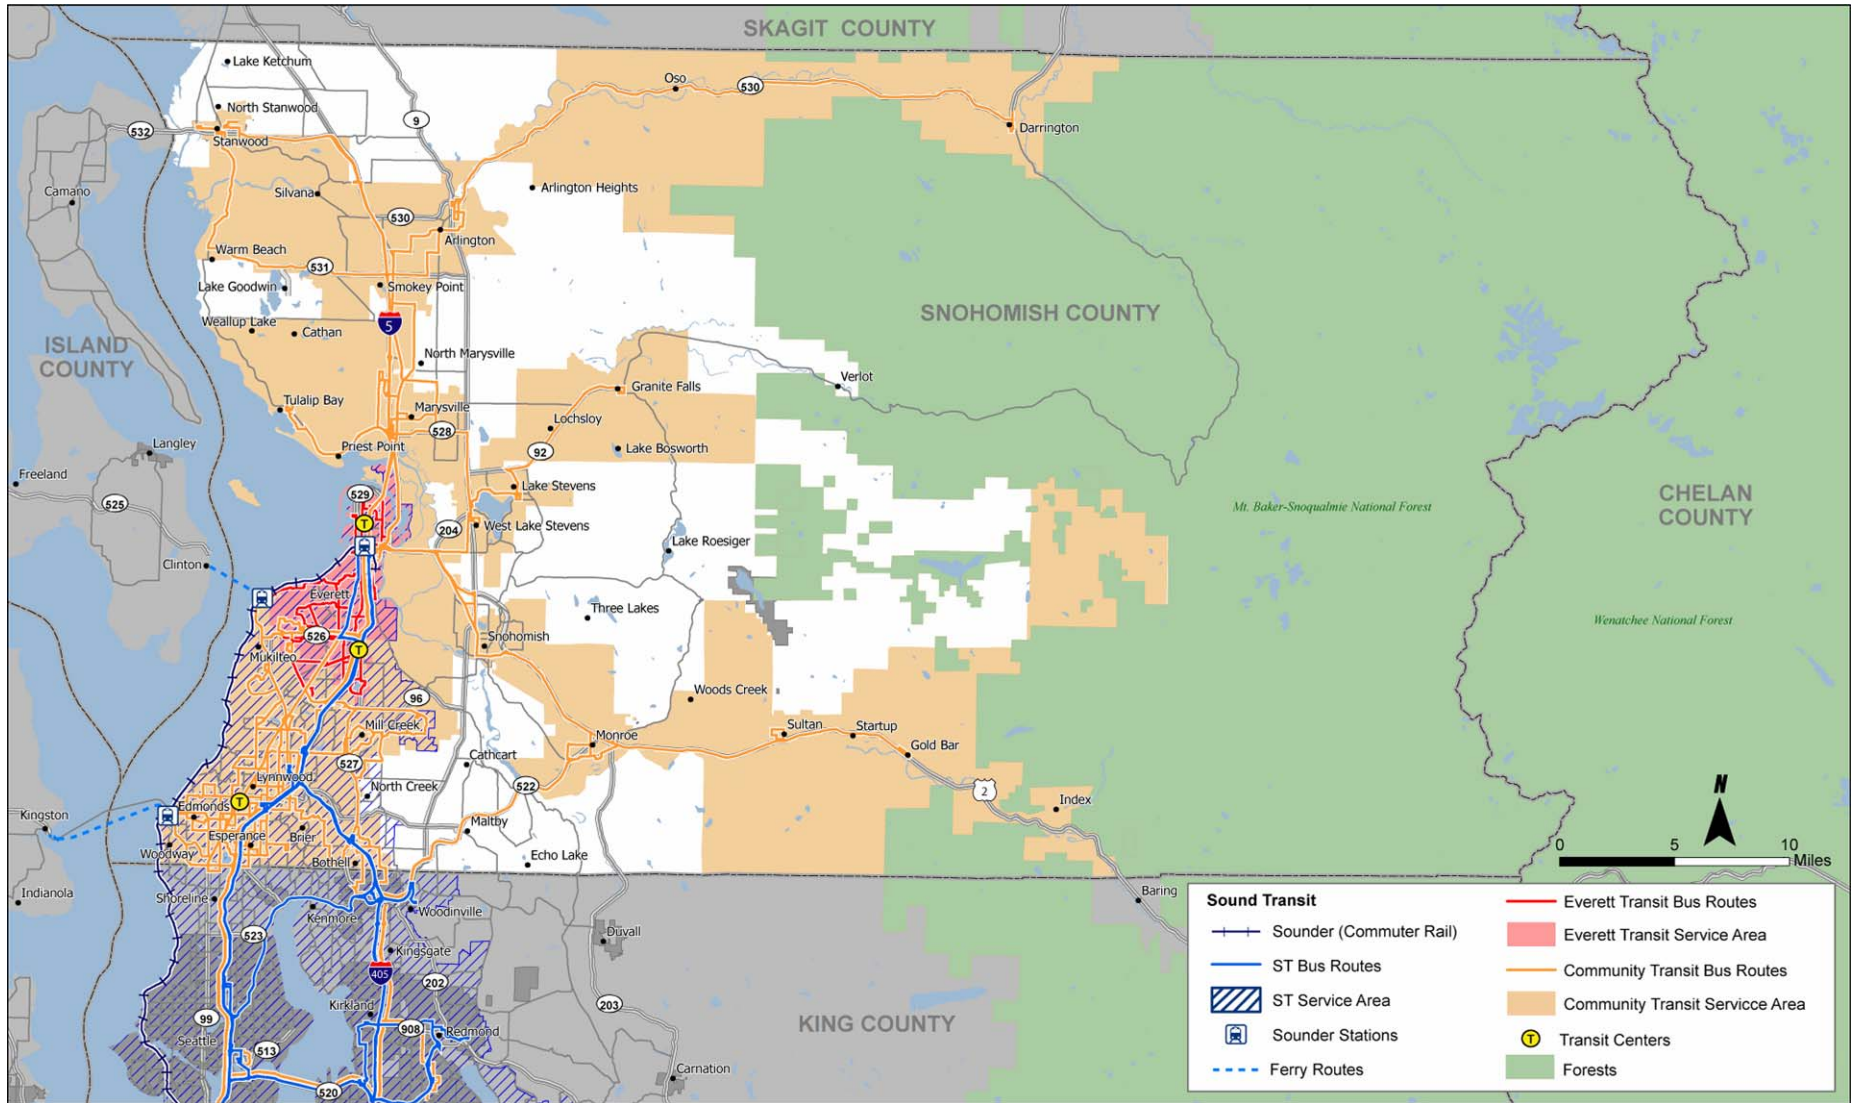 SKAGIT COUNTY
Lake Ketchum
Oso
530
North Stanwood
9
532
Stanwood
Darrington
Camano
Silvana
Arlington Heights
530
Arlington
Warm Beach
531
Lake Goodwin
Smokey Point
SNOHOMISH COUNTY
Weallup Lake
5
Cathan
ISLAND
COUNTY
North Marysville
Verlot
Granite Falls
Tulalip Bay
Marysville
Lochsloy
528
Langley
Priest Point
92
Lake Bosworth
Freeland
529
Lake Stevens
CHELAN
COUNTY
525
T
Mt. Baker-Snoqualmie National Forest
204
West Lake Stevens
Lake Roesiger
Clinton
Everett
Three Lakes
Wenatchee National Forest
526
Snohomish
T
Mukilteo
96
Woods Creek
Mill Creek
Sultan
Startup
Monroe
Gold Bar
Cathcart
527
Lynnwood
522
North Creek
2
N
T
Edmonds
Index
Kingston
Maltby
Esperance
Brier
Woodway
Echo Lake
0
5
10
Miles
Bothell
Indianola
Shoreline
Baring
Kenmore
Woodinville
523
Duvall
Kingsgate
405
202
Kirkland
203
99
908
Redmond
KING COUNTY
Seattle
513
Carnation
520
Sound Transit
Sounder (Commuter Rail)
ST Bus Routes
ST Service Area
Sounder Stations
Ferry Routes
Everett Transit Bus Routes
Everett Transit Service Area
Community Transit Bus Routes
Community Transit Servicce Area
T
Transit Centers
Forests